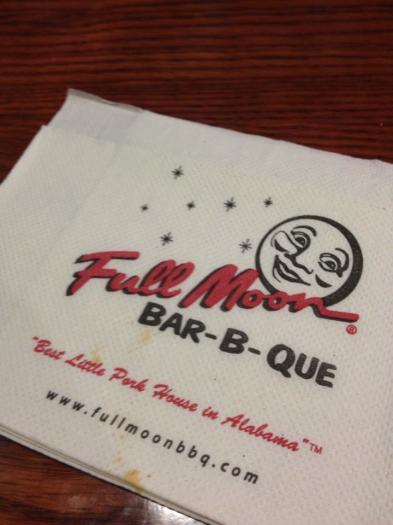 Full Moon®
BAR-B-QUE
"Best Little Pork House in Alabama"™
www.fullmoonbbq.com